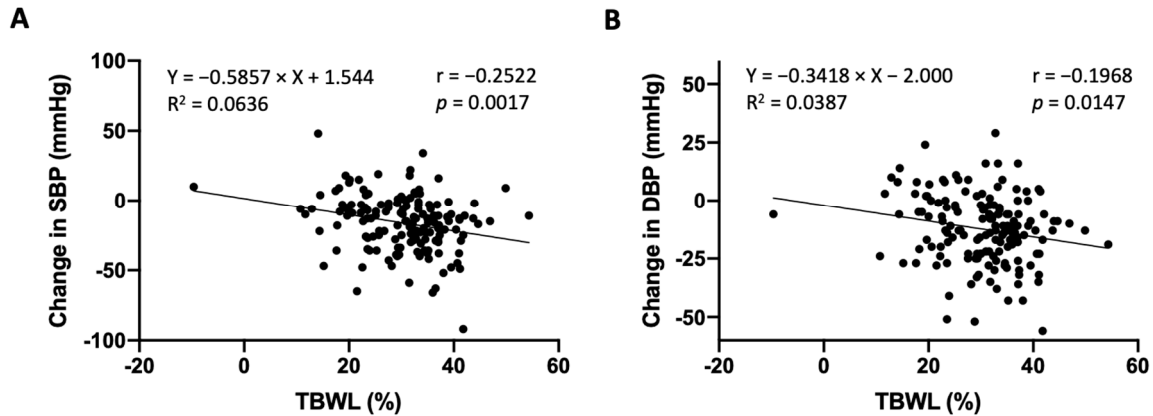 A
Y = −0.5857 × X + 1.544
R² = 0.0636
r = −0.2522
p = 0.0017
Change in SBP (mmHg)
100
50
0
-50
-100
-20
0
20
40
60
TBWL (%)
B
Y = −0.3418 × X − 2.000
R² = 0.0387
r = −0.1968
p = 0.0147
Change in DBP (mmHg)
50
25
0
-25
-50
-20
0
20
40
60
TBWL (%)